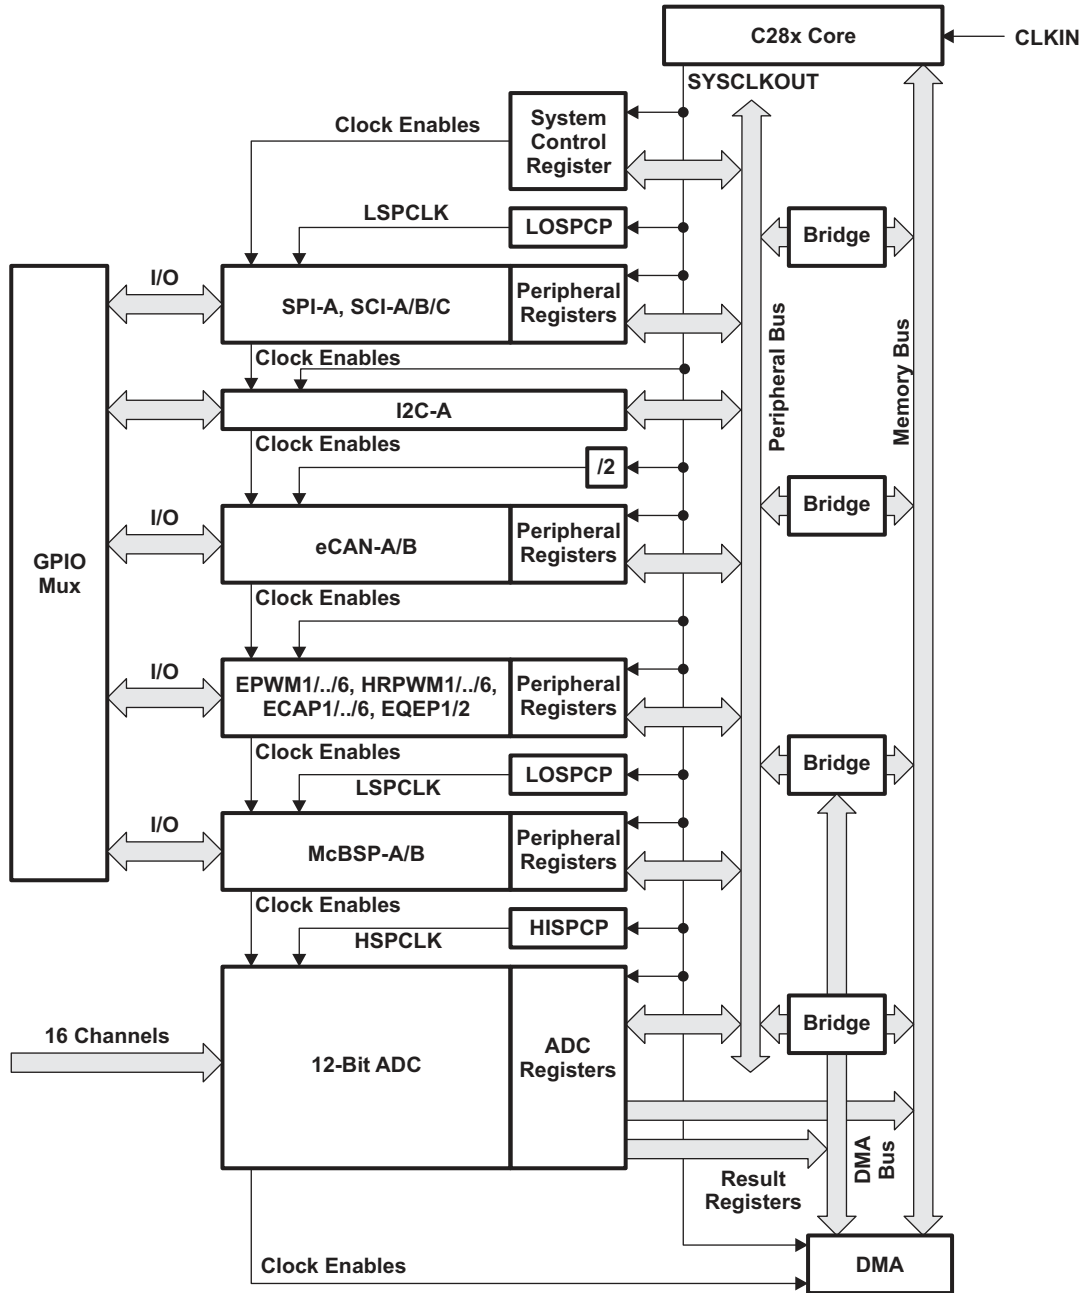 C28x Core
CLKIN
SYSCLKOUT
System
Control
Register
Clock Enables
LSPCLK
LOSPCP
Bridge
I/O
SPI-A, SCI-A/B/C
Peripheral
Registers
Clock Enables
Peripheral Bus
Memory Bus
I2C-A
Clock Enables
/2
Bridge
I/O
eCAN-A/B
Peripheral
Registers
GPIO
Mux
Clock Enables
I/O
EPWM1/../6, HRPWM1/../6,
ECAP1/../6, EQEP1/2
Peripheral
Registers
Clock Enables
LSPCLK
LOSPCP
Bridge
I/O
McBSP-A/B
Peripheral
Registers
Clock Enables
HSPCLK
HISPCP
16 Channels
12-Bit ADC
ADC
Registers
Bridge
DMA
Bus
Result
Registers
Clock Enables
DMA